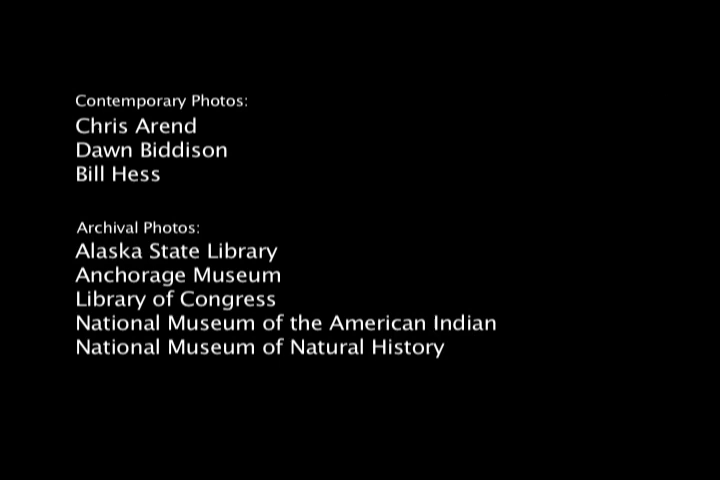 Contemporary Photos:
Chris Arend
Dawn Biddison
Bill Hess
Archival Photos:
Alaska State Library
Anchorage Museum
Library of Congress
National Museum of the American Indian
National Museum of Natural History